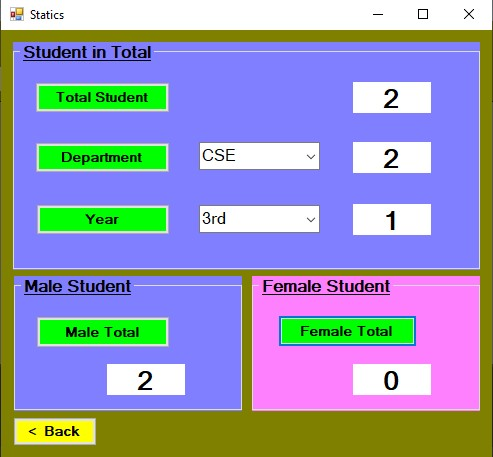 Statics
Student in Total
Total Student 2
Department CSE 2
Year 3rd 1
Male Student
Male Total
2
Female Student
Female Total
0
< Back